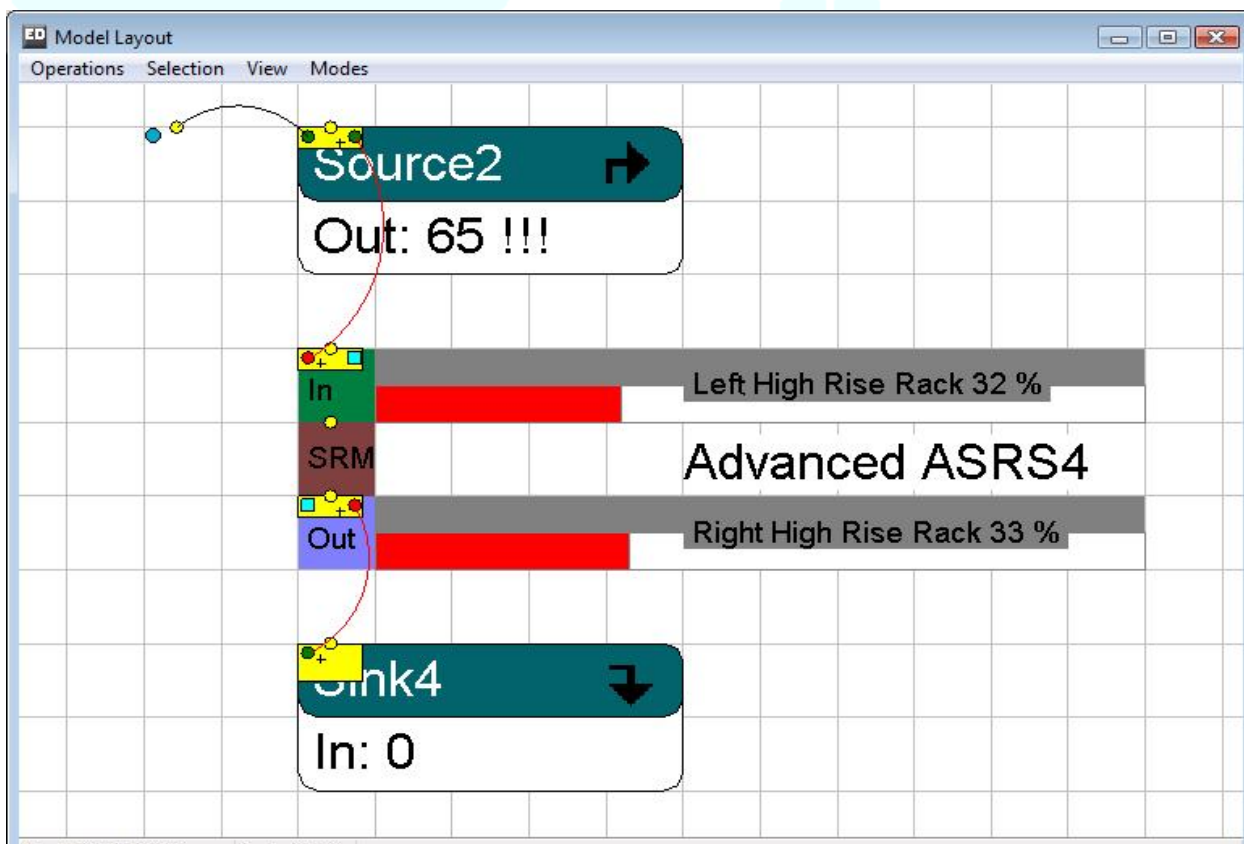 Model Layout
Operations Selection View Modes
Source2
Out: 65 !!!
In
Left High Rise Rack 32 %
SRM
Advanced ASRS4
Out
Right High Rise Rack 33 %
Sink4
In: 0